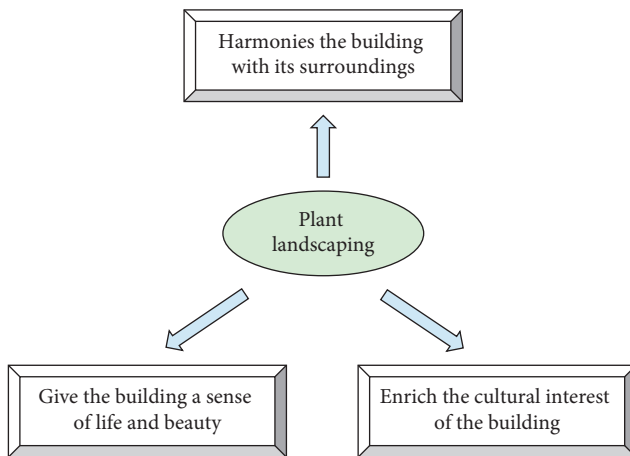 Harmonies the building
with its surroundings
Plant
landscaping
Give the building a sense
of life and beauty
Enrich the cultural interest
of the building